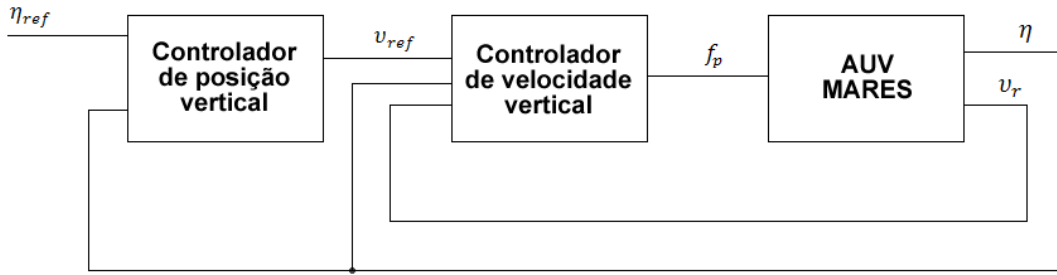 η_ref
Controlador
de posição
vertical
υ_ref
Controlador
de velocidade
vertical
f_p
AUV
MARES
η
υ_r